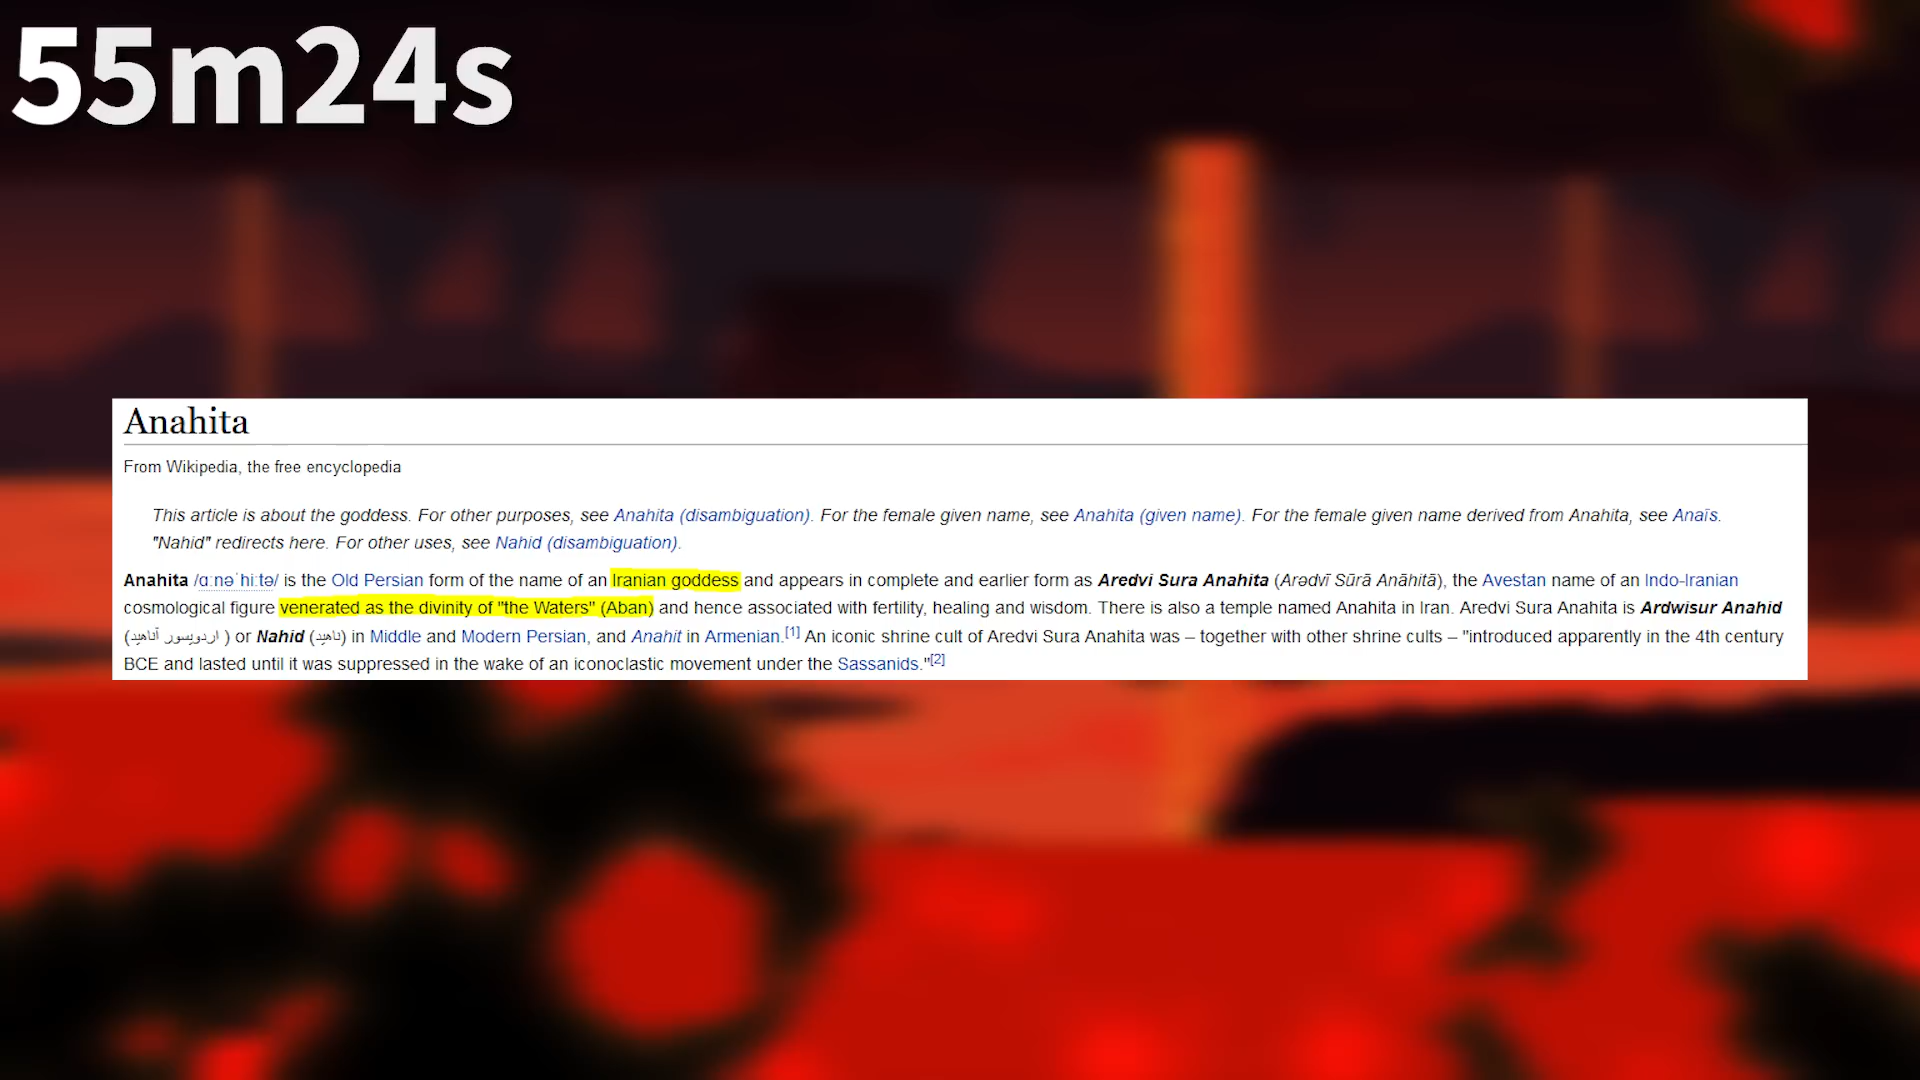 55m24s
Anahita
From Wikipedia, the free encyclopedia
This article is about the goddess. For other purposes, see Anahita (disambiguation). For the female given name, see Anahita (given name). For the female given name derived from Anahita, see Anaïs.
"Nahid" redirects here. For other uses, see Nahid (disambiguation).
Anahita /ɑːnəˈhiːtə/ is the Old Persian form of the name of an Iranian goddess and appears in complete and earlier form as Aredvi Sura Anahita (Arədvī Sūrā Anāhitā), the Avestan name of an Indo-Iranian
cosmological figure venerated as the divinity of "the Waters" (Aban) and hence associated with fertility, healing and wisdom. There is also a temple named Anahita in Iran. Aredvi Sura Anahita is Ardwisur Anahid
(اردویسور آناهید ) or Nahid (ناهید) in Middle and Modern Persian, and Anahit in Armenian.[1] An iconic shrine cult of Aredvi Sura Anahita was – together with other shrine cults – "introduced apparently in the 4th century
BCE and lasted until it was suppressed in the wake of an iconoclastic movement under the Sassanids."[2]